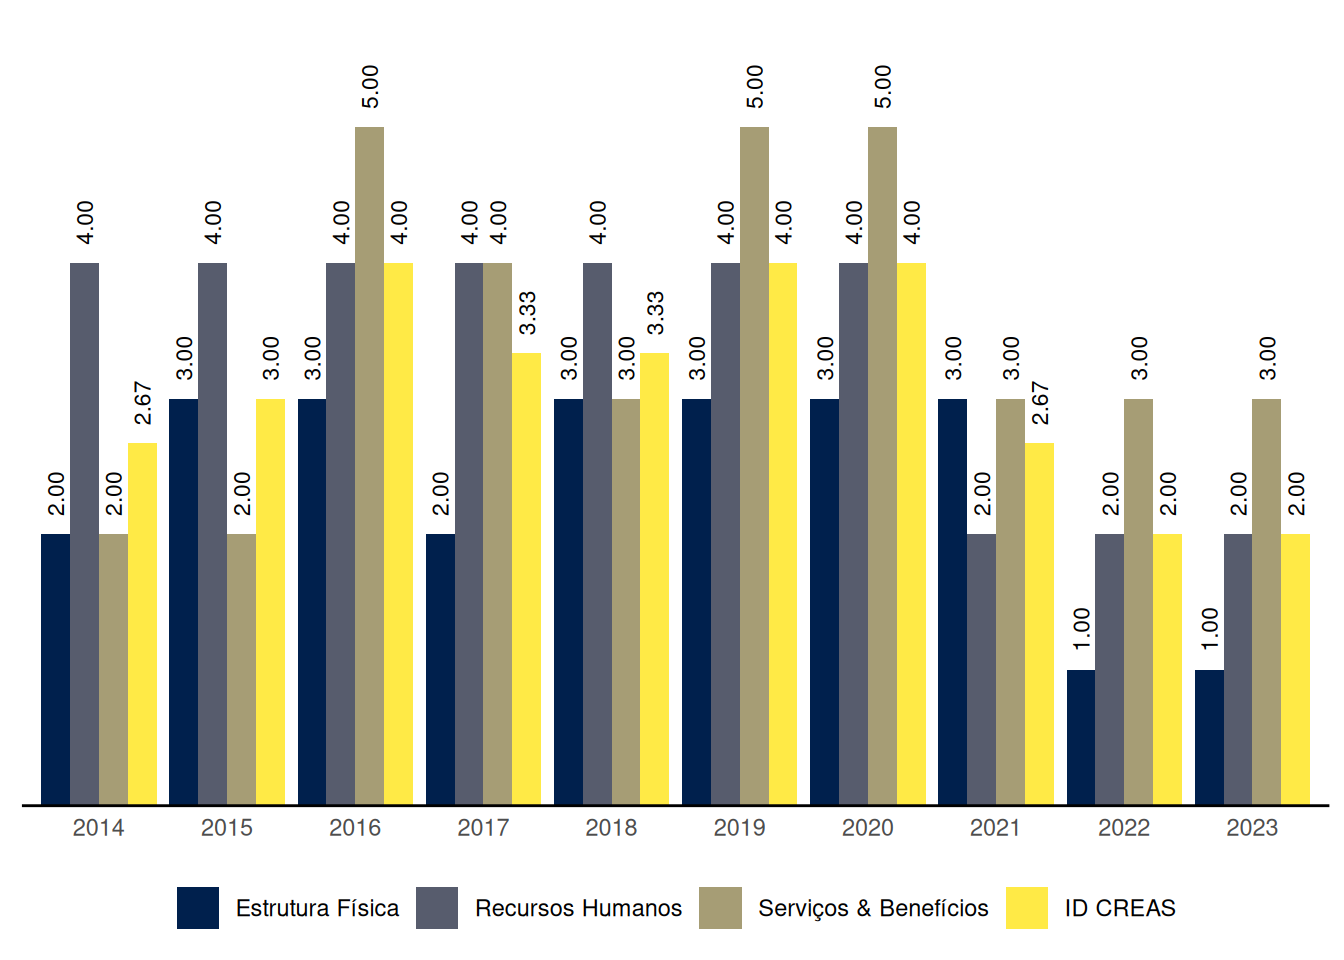 5.00 5.00 5.00
4.00 4.00 4.00 4.00 4.00 4.00 4.00 4.00 4.00 4.00 4.00
3.33 3.33
3.00 3.00 3.00 3.00 3.00 3.00 3.00 3.00 3.00 3.00 3.00
2.67 2.67
2.00 2.00 2.00 2.00 2.00 2.00 2.00 2.00 2.00
1.00 1.00
2014 2015 2016 2017 2018 2019 2020 2021 2022 2023
Estrutura Física Recursos Humanos Serviços & Benefícios ID CREAS